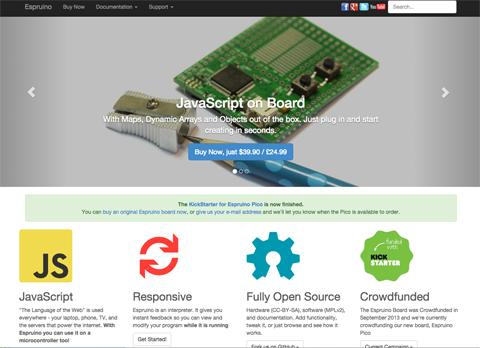 Espruino Buy Now Documentation Support Search...
JavaScript on Board
With Maps, Dynamic Arrays and Objects out of the box. Just plug in and start
creating in seconds.
Buy Now, just $39.90 / £24.99
The KickStarter for Espruino Pico is now finished.
You can buy an original Espruino board now, or give us your e-mail address and we'll let you know when the Pico is available to order.
JS
funded with
KICK
STARTER
JavaScript
"The Language of the Web" is used
everywhere - your laptop, phone, TV, and
the servers that power the internet. With
Espruino you can use it on a
microcontroller too!
Responsive
Espruino is an interpreter. It gives you
instant feedback so you can view and
modify your program while it is running
Get Started!
Fully Open Source
Hardware (CC-BY-SA), software (MPLv2),
and documentation. Add functionality,
tweak it, or just browse and see how it
works.
Fork us on Github
Crowdfunded
The Espruino Board was Crowdfunded in
September 2013 and we're currently
crowdfunding our new board, Espruino
Pico
Current Campaign